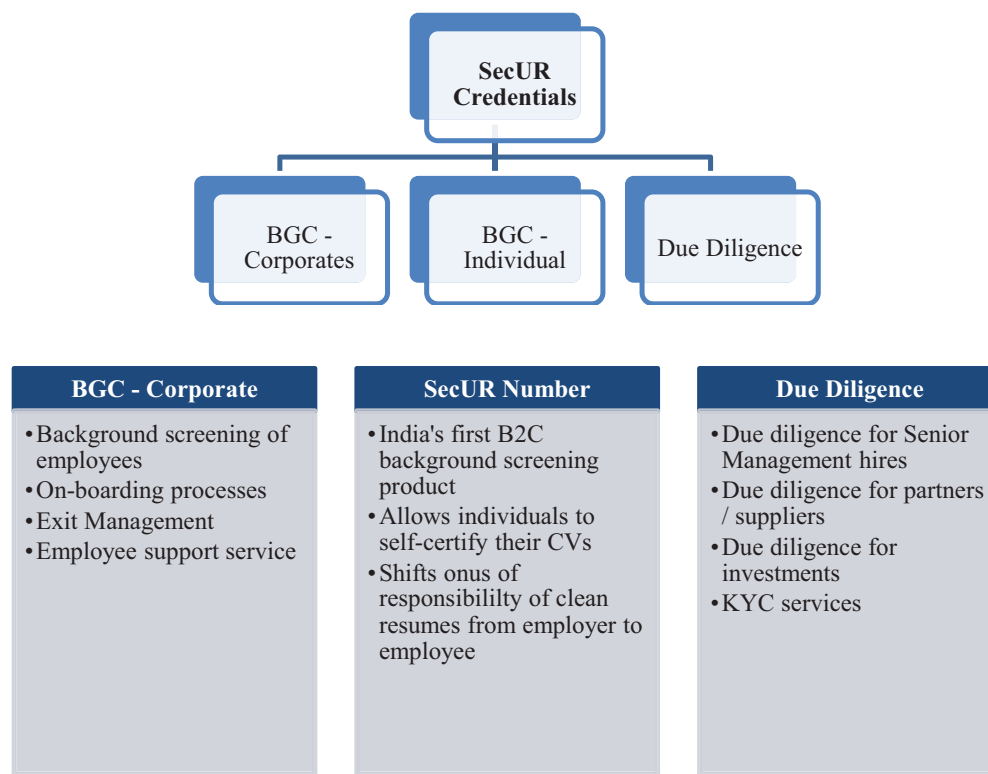 SecUR
Credentials
BGC -
Corporates
BGC -
Individual
Due Diligence
BGC - Corporate
•Background screening of
employees
•On-boarding processes
•Exit Management
•Employee support service
SecUR Number
•India's first B2C
background screening
product
•Allows individuals to
self-certify their CVs
•Shifts onus of
responsibililty of clean
resumes from employer to
employee
Due Diligence
•Due diligence for Senior
Management hires
•Due diligence for partners
/ suppliers
•Due diligence for
investments
•KYC services